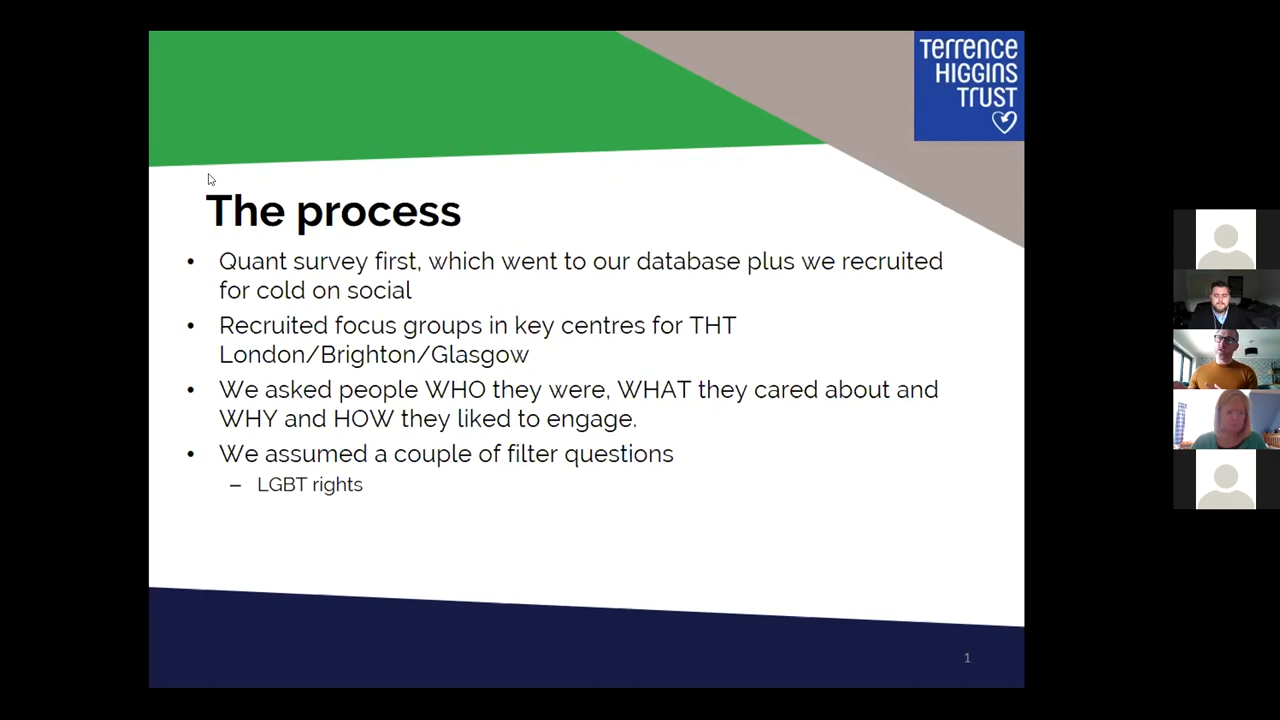 Terrence
HIGGINS
TrusT
The process
• Quant survey first, which went to our database plus we recruited
for cold on social
• Recruited focus groups in key centres for THT
London/Brighton/Glasgow
• We asked people WHO they were, WHAT they cared about and
WHY and HOW they liked to engage.
• We assumed a couple of filter questions
– LGBT rights
1